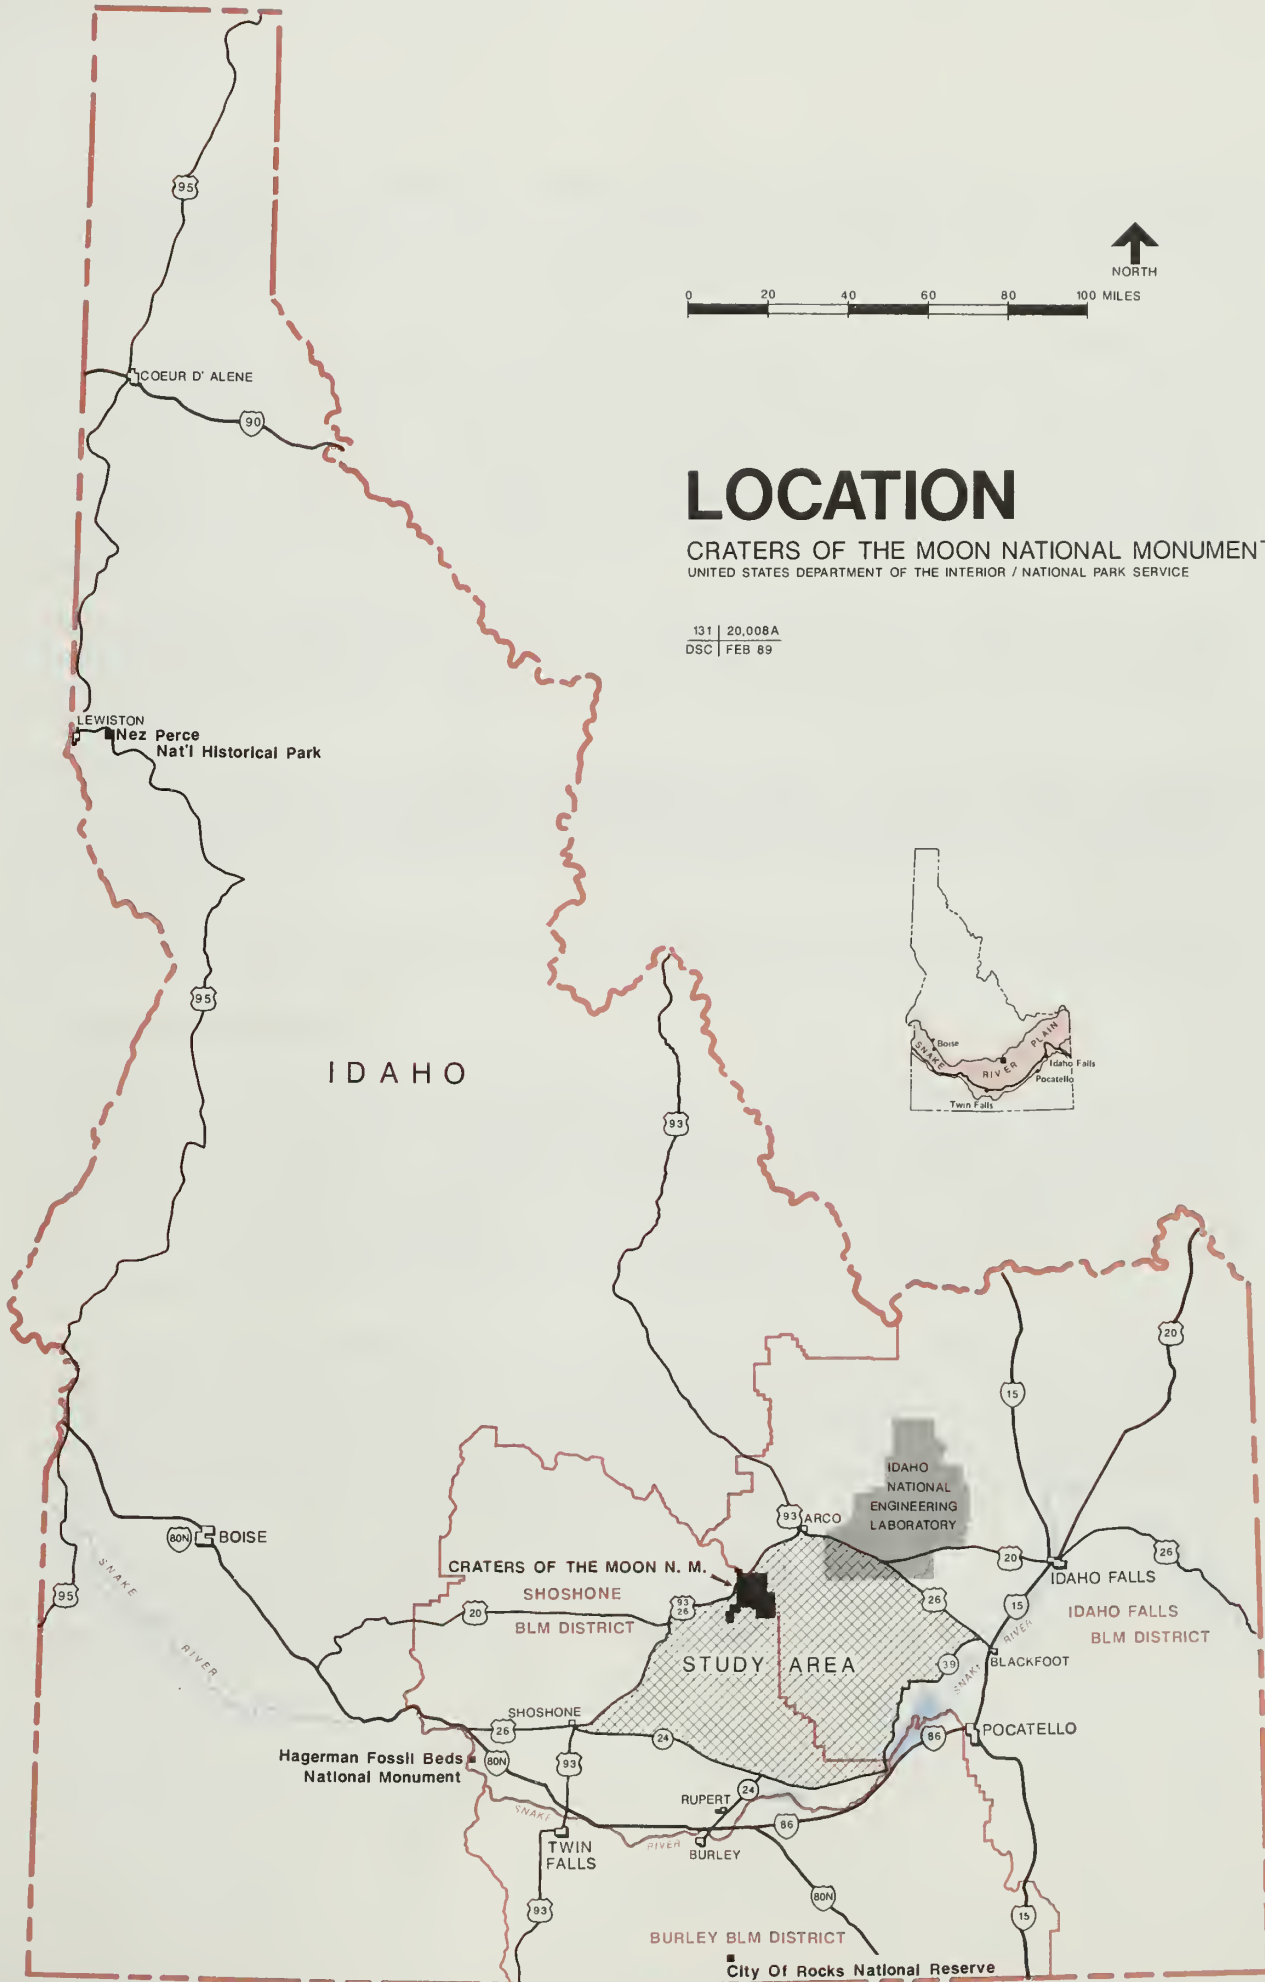 95
NORTH
0 20 40 60 80 100 MILES
COEUR D' ALENE
90
LOCATION
CRATERS OF THE MOON NATIONAL MONUMENT
UNITED STATES DEPARTMENT OF THE INTERIOR / NATIONAL PARK SERVICE
131 | 20,008A
DSC | FEB 89
LEWISTON
Nez Perce
Nat'l Historical Park
95
IDAHO
Boise
SNAKE RIVER PLAIN
Idaho Falls
Pocatello
Twin Falls
93
20
15
IDAHO
NATIONAL
ENGINEERING
LABORATORY
93
ARCO
80N
BOISE
20
26
CRATERS OF THE MOON N. M.
IDAHO FALLS
SNAKE
RIVER
95
SHOSHONE
BLM DISTRICT
20
93
26
26
15
IDAHO FALLS
BLM DISTRICT
STUDY AREA
39
SNAKE RIVER
BLACKFOOT
SHOSHONE
26
24
86
POCATELLO
Hagerman Fossil Beds
National Monument
80N
93
24
RUPERT
SNAKE
RIVER
86
TWIN
FALLS
BURLEY
80N
93
15
BURLEY BLM DISTRICT
City Of Rocks National Reserve